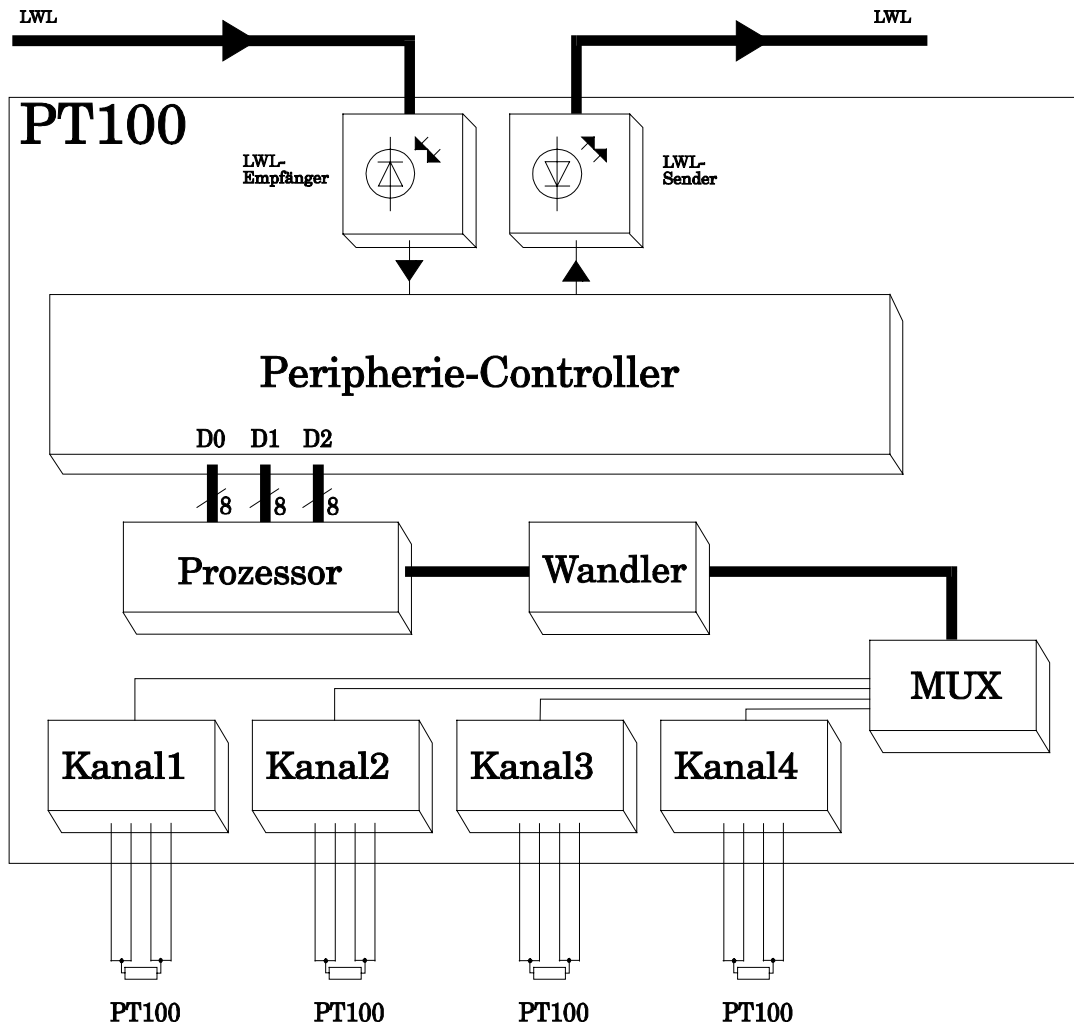 LWL
LWL
PT100
LWL-
Empfänger
LWL-
Sender
Peripherie-Controller
D0 D1 D2
8 8 8
Prozessor
Wandler
MUX
Kanal1
Kanal2
Kanal3
Kanal4
PT100
PT100
PT100
PT100